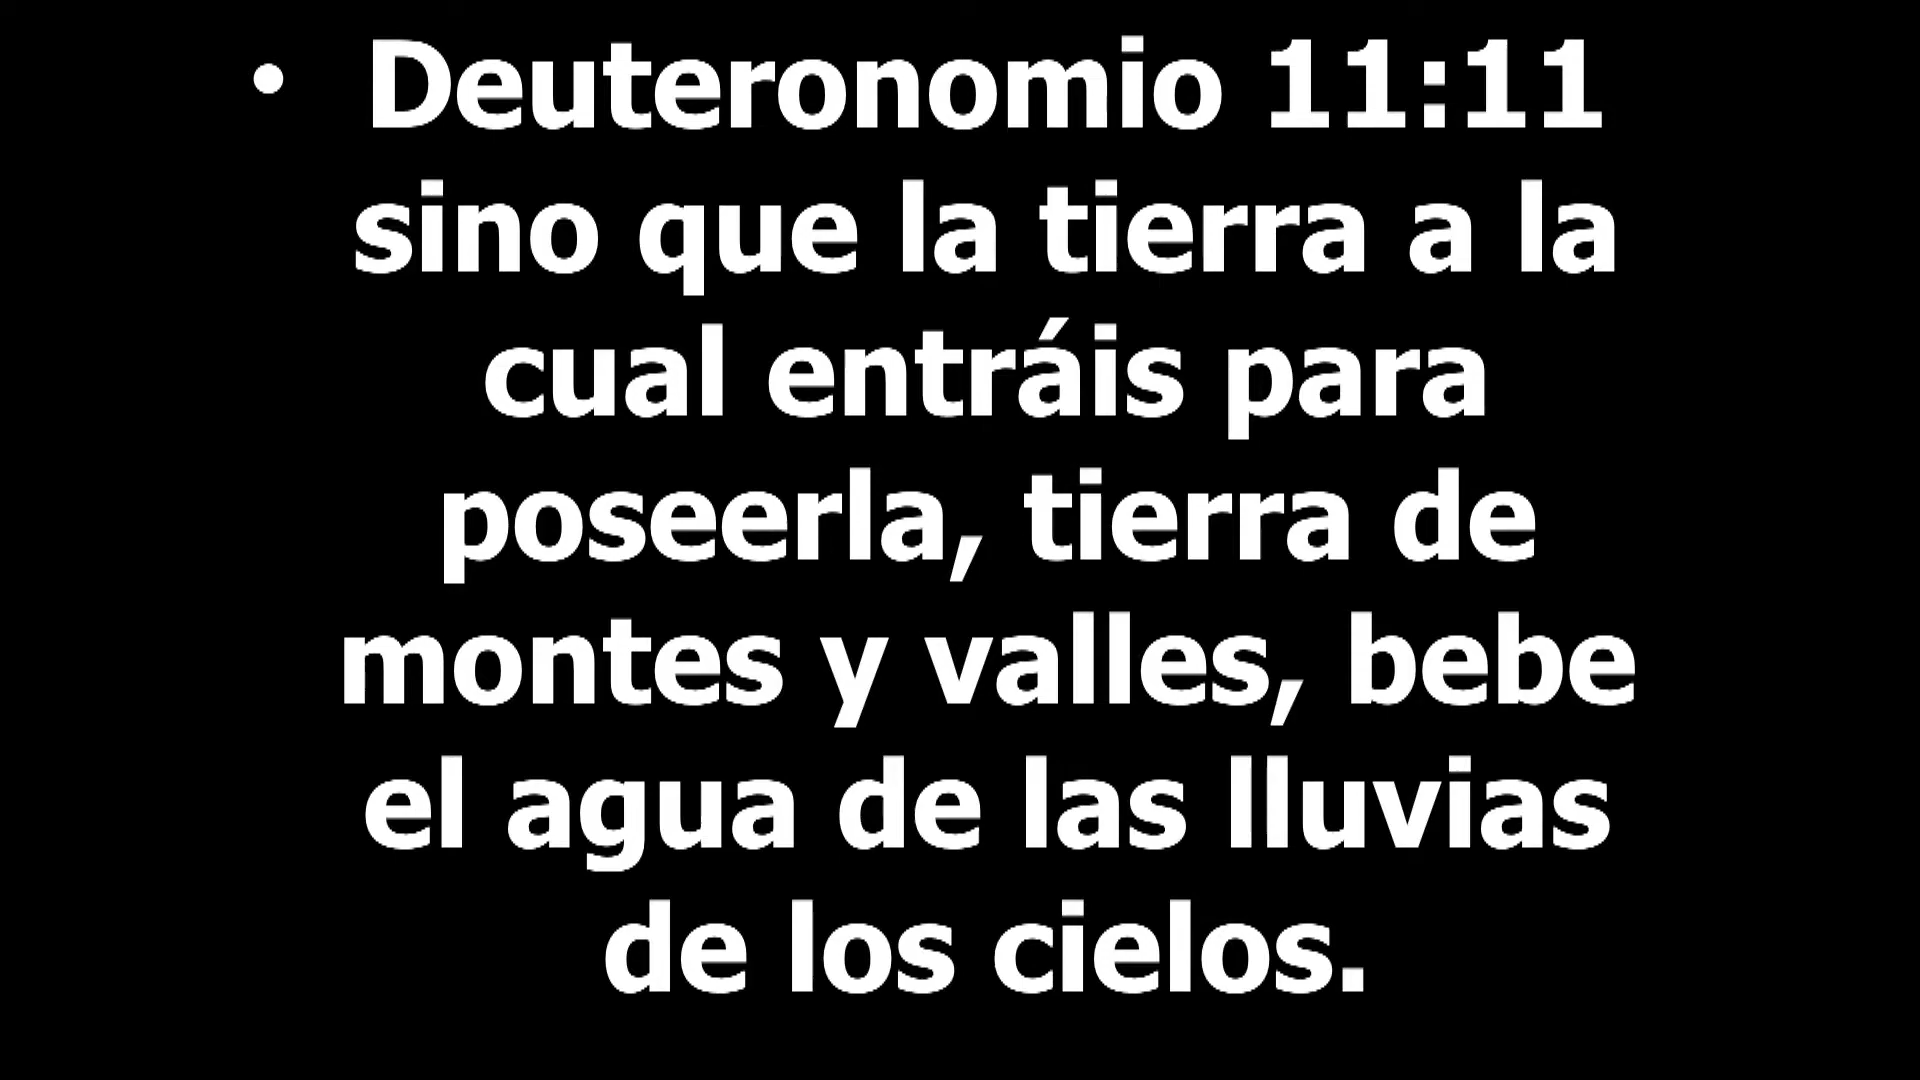 • Deuteronomio 11:11
sino que la tierra a la
cual entráis para
poseerla, tierra de
montes y valles, bebe
el agua de las lluvias
de los cielos.